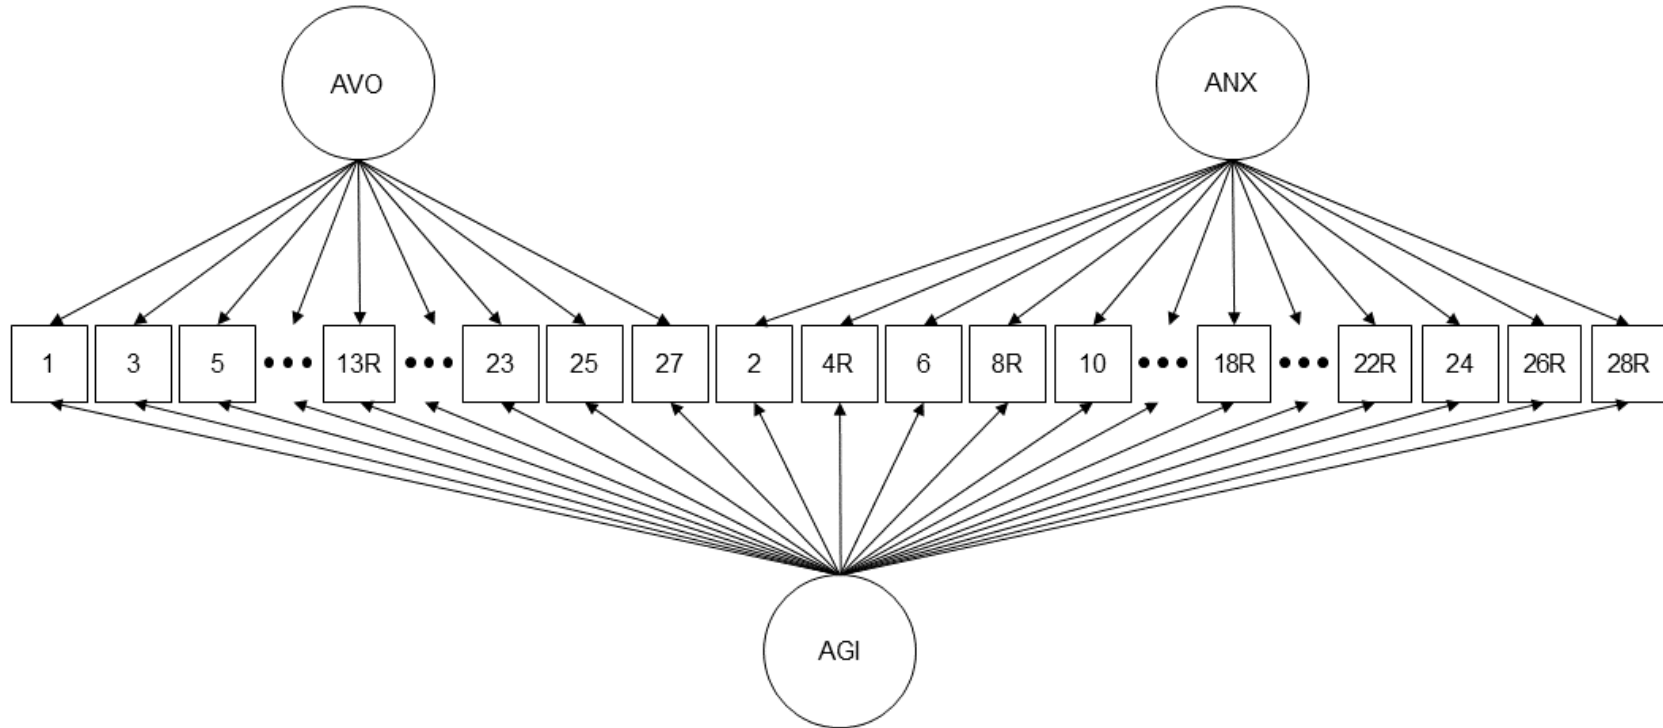 AVO ANX
1 3 5 ••• 13R ••• 23 25 27 2 4R 6 8R 10 ••• 18R ••• 22R 24 26R 28R
AGI